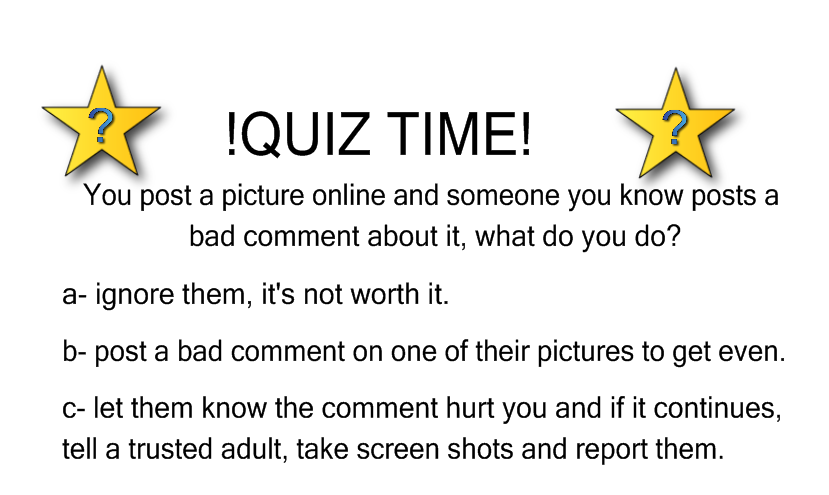 ? !QUIZ TIME! ?
You post a picture online and someone you know posts a
bad comment about it, what do you do?
a- ignore them, it's not worth it.
b- post a bad comment on one of their pictures to get even.
c- let them know the comment hurt you and if it continues,
tell a trusted adult, take screen shots and report them.